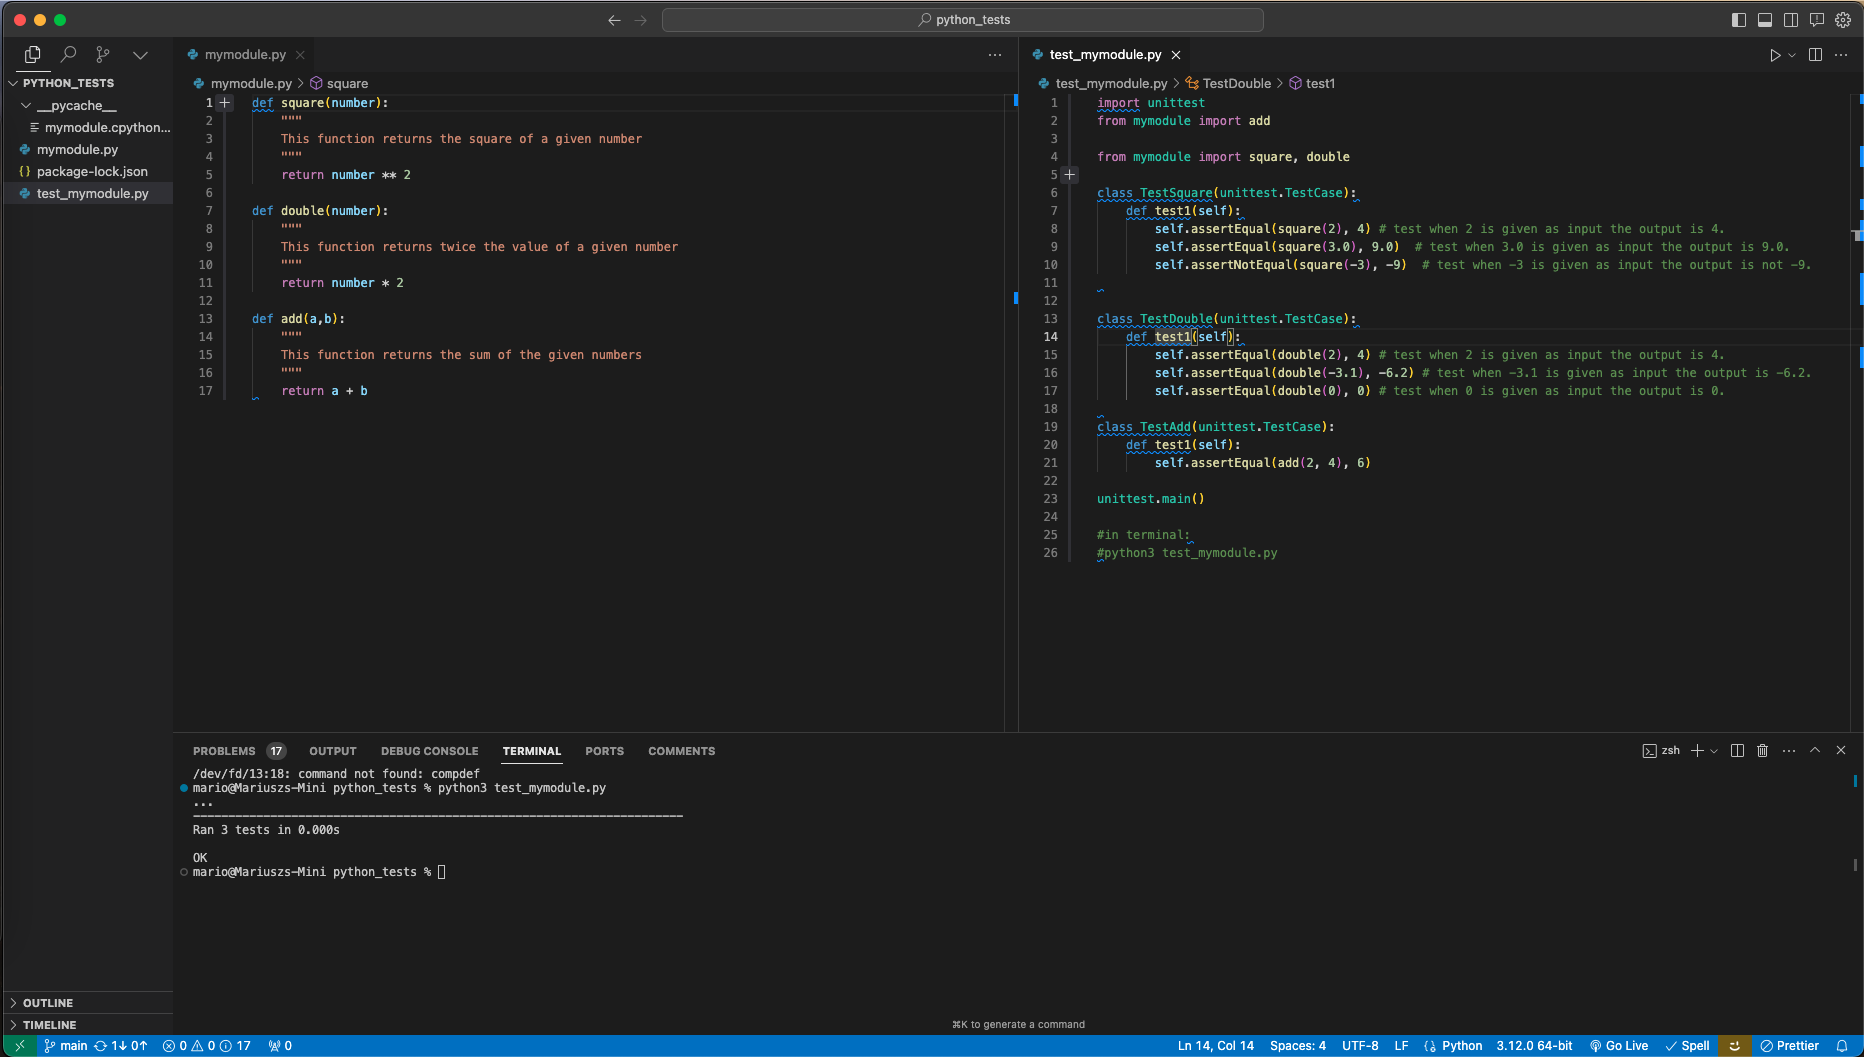 python_tests
PYTHON_TESTS
__pycache__
mymodule.cpython...
mymodule.py
{} package-lock.json
test_mymodule.py
OUTLINE
TIMELINE
mymodule.py
mymodule.py > square
1 def square(number):
2 """
3 This function returns the square of a given number
4 """
5 return number ** 2
6
7 def double(number):
8 """
9 This function returns twice the value of a given number
10 """
11 return number * 2
12
13 def add(a,b):
14 """
15 This function returns the sum of the given numbers
16 """
17 return a + b
test_mymodule.py
test_mymodule.py > TestDouble > test1
1 import unittest
2 from mymodule import add
3
4 from mymodule import square, double
5
6 class TestSquare(unittest.TestCase):
7 def test1(self):
8 self.assertEqual(square(2), 4) # test when 2 is given as input the output is 4.
9 self.assertEqual(square(3.0), 9.0)  # test when 3.0 is given as input the output is 9.0.
10 self.assertNotEqual(square(-3), -9)  # test when -3 is given as input the output is not -9.
11
12
13 class TestDouble(unittest.TestCase):
14 def test1(self):
15 self.assertEqual(double(2), 4) # test when 2 is given as input the output is 4.
16 self.assertEqual(double(-3.1), -6.2) # test when -3.1 is given as input the output is -6.2.
17 self.assertEqual(double(0), 0) # test when 0 is given as input the output is 0.
18
19 class TestAdd(unittest.TestCase):
20 def test1(self):
21 self.assertEqual(add(2, 4), 6)
22
23 unittest.main()
24
25 #in terminal:
26 #python3 test_mymodule.py
PROBLEMS 17 OUTPUT DEBUG CONSOLE TERMINAL PORTS COMMENTS
zsh
/dev/fd/13:18: command not found: compdef
mario@Mariuszs-Mini python_tests % python3 test_mymodule.py
...
----------------------------------------------------------------------
Ran 3 tests in 0.000s
OK
mario@Mariuszs-Mini python_tests %
⌘K to generate a command
main 1↓ 0↑ 0 0 17 0
Ln 14, Col 14 Spaces: 4 UTF-8 LF {} Python 3.12.0 64-bit Go Live Spell Prettier